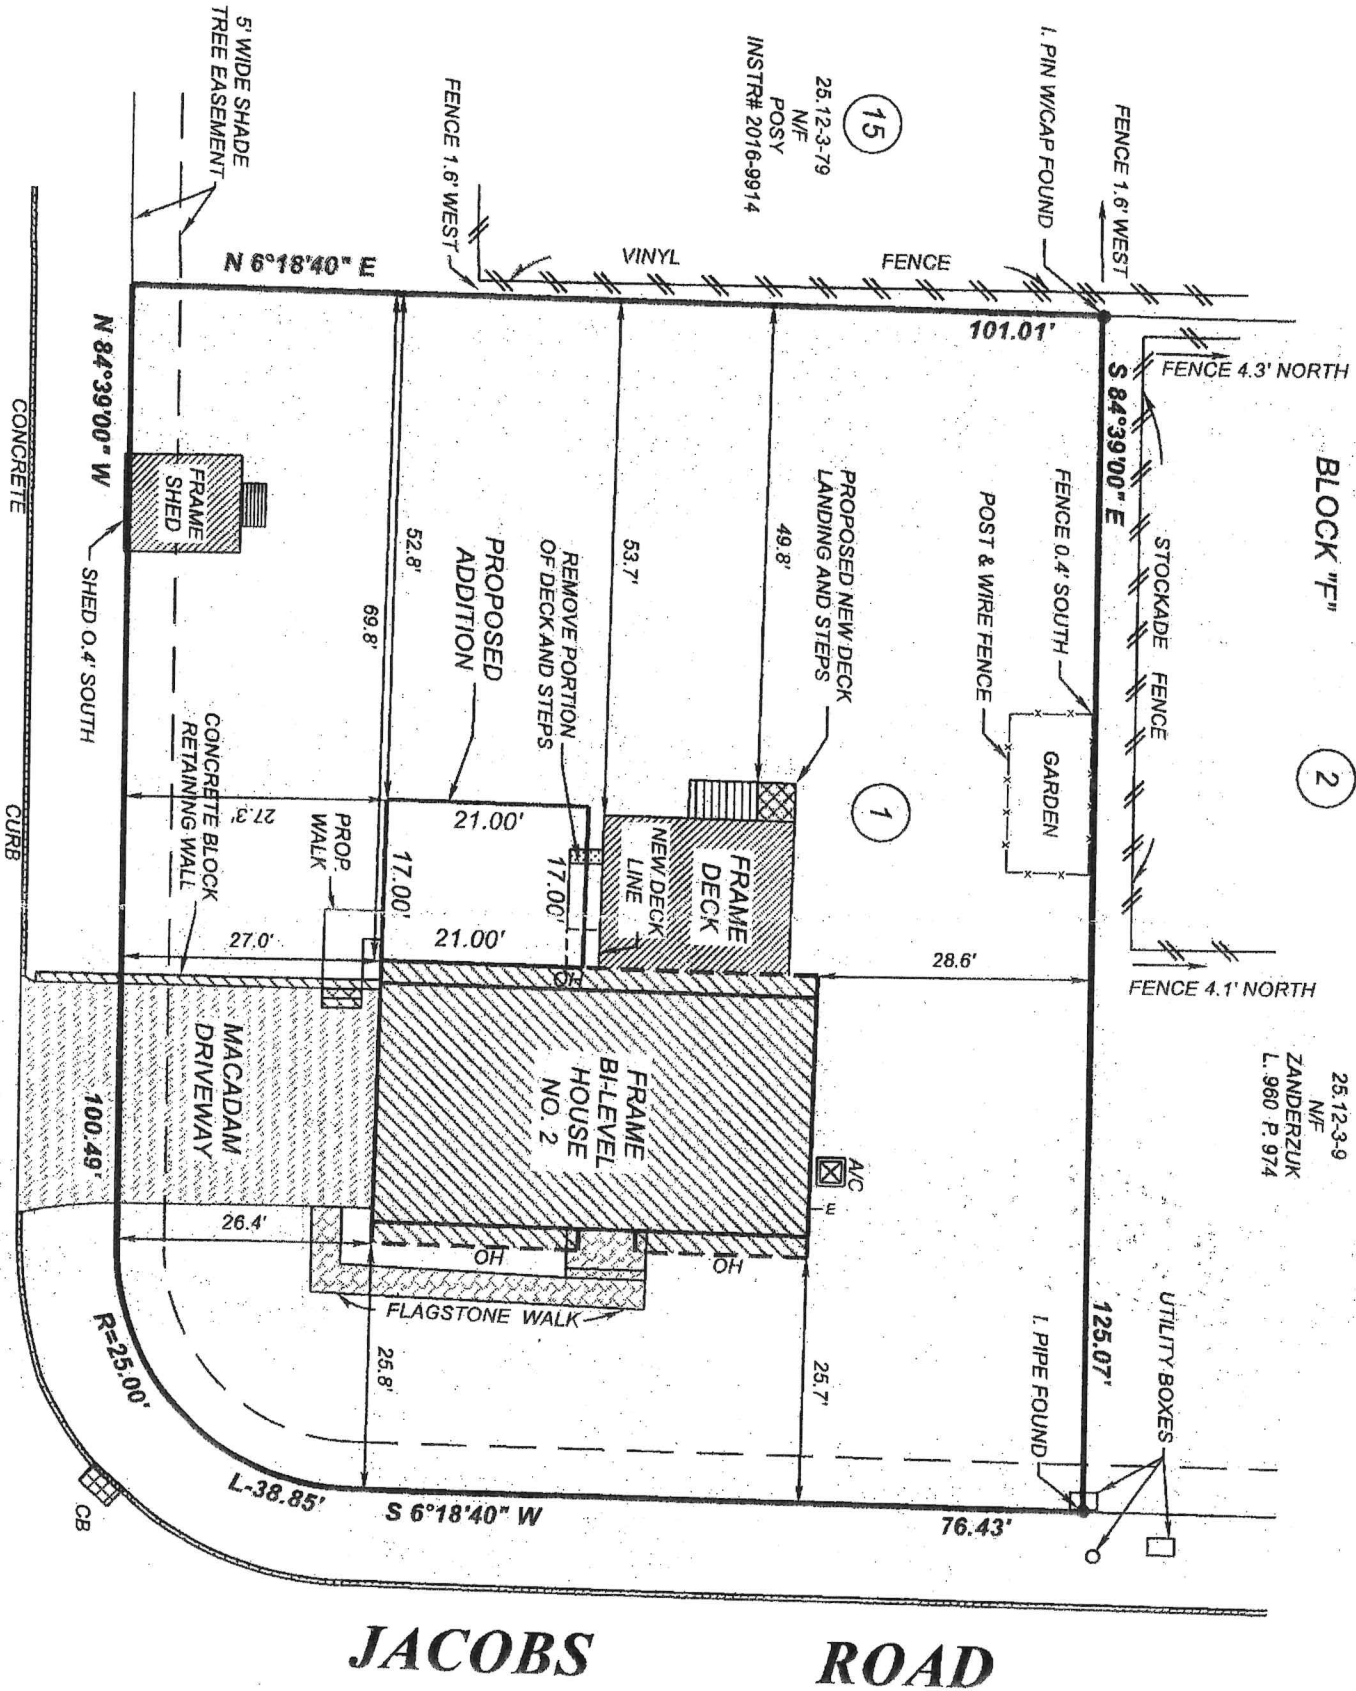 BLOCK "F"
2
25.12-3-9
N/F
ZANDERZUK
L. 960 P. 974
FENCE 4.3' NORTH
FENCE 4.1' NORTH
STOCKADE FENCE
FENCE 1.6' WEST
I. PIN W/CAP FOUND
15
25.12-3-79
N/F
POSY
INSTR# 2016-9914
FENCE 1.6' WEST
5' WIDE SHADE
TREE EASEMENT
S 84°39'00" E
125.07'
UTILITY BOXES
I. PIPE FOUND
FENCE 0.4' SOUTH
POST & WIRE FENCE
GARDEN
101.01'
VINYL FENCE
N 6°18'40" E
1
28.6'
PROPOSED NEW DECK
LANDING AND STEPS
49.8'
53.7'
FRAME
DECK
NEW DECK
LINE
A/C
E
REMOVE PORTION
OF DECK AND STEPS
PROPOSED
ADDITION
21.00'
17.00'
21.00'
17.00'
OH
52.8'
69.8'
FRAME
BI-LEVEL
HOUSE
NO. 2
OH
OH
25.7'
25.8'
FLAGSTONE WALK
PROP.
WALK
27.3'
27.0'
26.4'
CONCRETE BLOCK
RETAINING WALL
MACADAM
DRIVEWAY
FRAME
SHED
SHED 0.4' SOUTH
N 84°39'00" W
100.49'
R=25.00'
L-38.85'
S 6°18'40" W
76.43'
CONCRETE CURB
CB
JACOBS ROAD